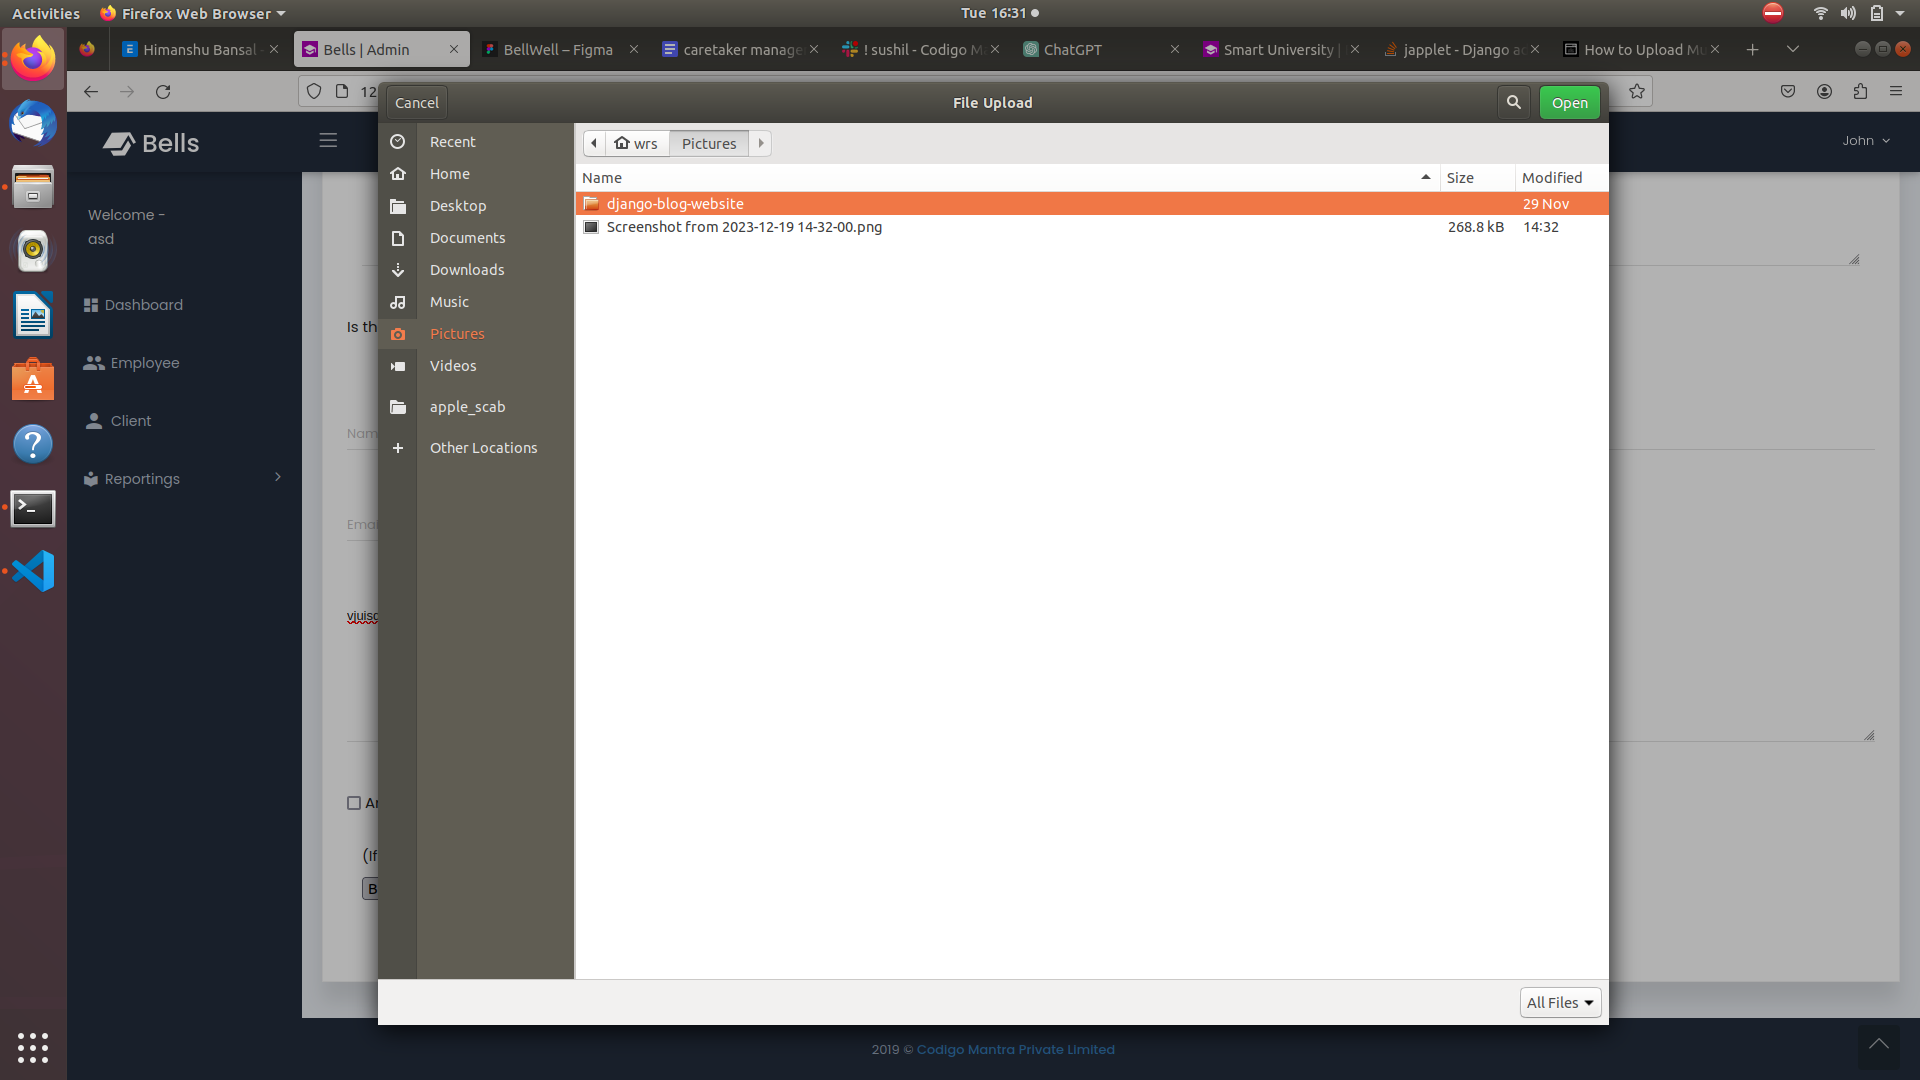 Activities
Firefox Web Browser
Tue 16:31
Himanshu Bansal -
Bells | Admin
BellWell – Figma
caretaker manage
! sushil - Codigo M
ChatGPT
Smart University |
japplet - Django a
How to Upload Mu
12
Cancel
File Upload
Open
Bells
John
Recent
Home
Desktop
Documents
Downloads
Music
Pictures
Videos
apple_scab
Other Locations
wrs
Pictures
Name
Size
Modified
django-blog-website
29 Nov
Screenshot from 2023-12-19 14-32-00.png
268.8 kB
14:32
Welcome -
asd
Dashboard
Employee
Client
Reportings
Is th
Nam
Emai
vjuisd
Ar
(If
B
All Files
2019 © Codigo Mantra Private Limited